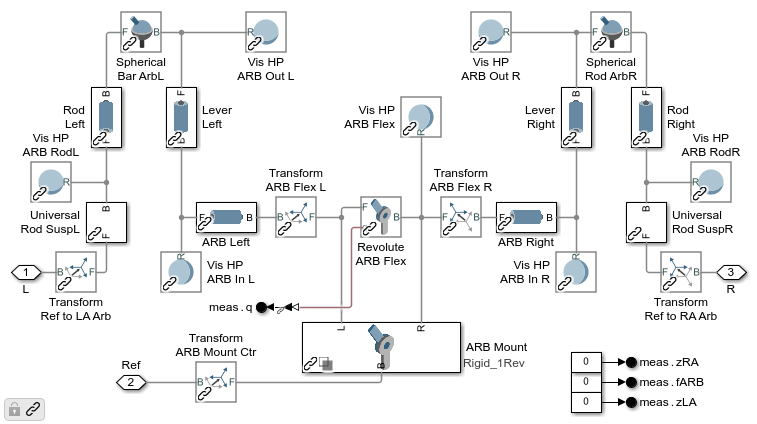 F
B
Spherical
Bar ArbL
R
Vis HP
ARB Out L
R
Vis HP
ARB Out R
F
B
Spherical
Rod ArbR
B
Rod
Left
F
Lever
Left
Vis HP
ARB Flex
R
B
Lever
Right
F
Rod
Right
Vis HP
ARB RodL
R
Vis HP
ARB RodR
R
B
Universal
Rod SuspL
Transform
ARB Flex L
Transform
ARB Flex R
B
Universal
Rod SuspR
F
B
ARB Left
B
F
F
B
Revolute
ARB Flex
B
F
F
B
ARB Right
1
L
B
F
Transform
Ref to LA Arb
R
Vis HP
ARB In L
R
Vis HP
ARB In R
F
B
Transform
Ref to RA Arb
3
R
meas.q
L
R
B
ARB Mount
Rigid_1Rev
Transform
ARB Mount Ctr
Ref
2
B
F
0
meas.zRA
0
meas.fARB
0
meas.zLA